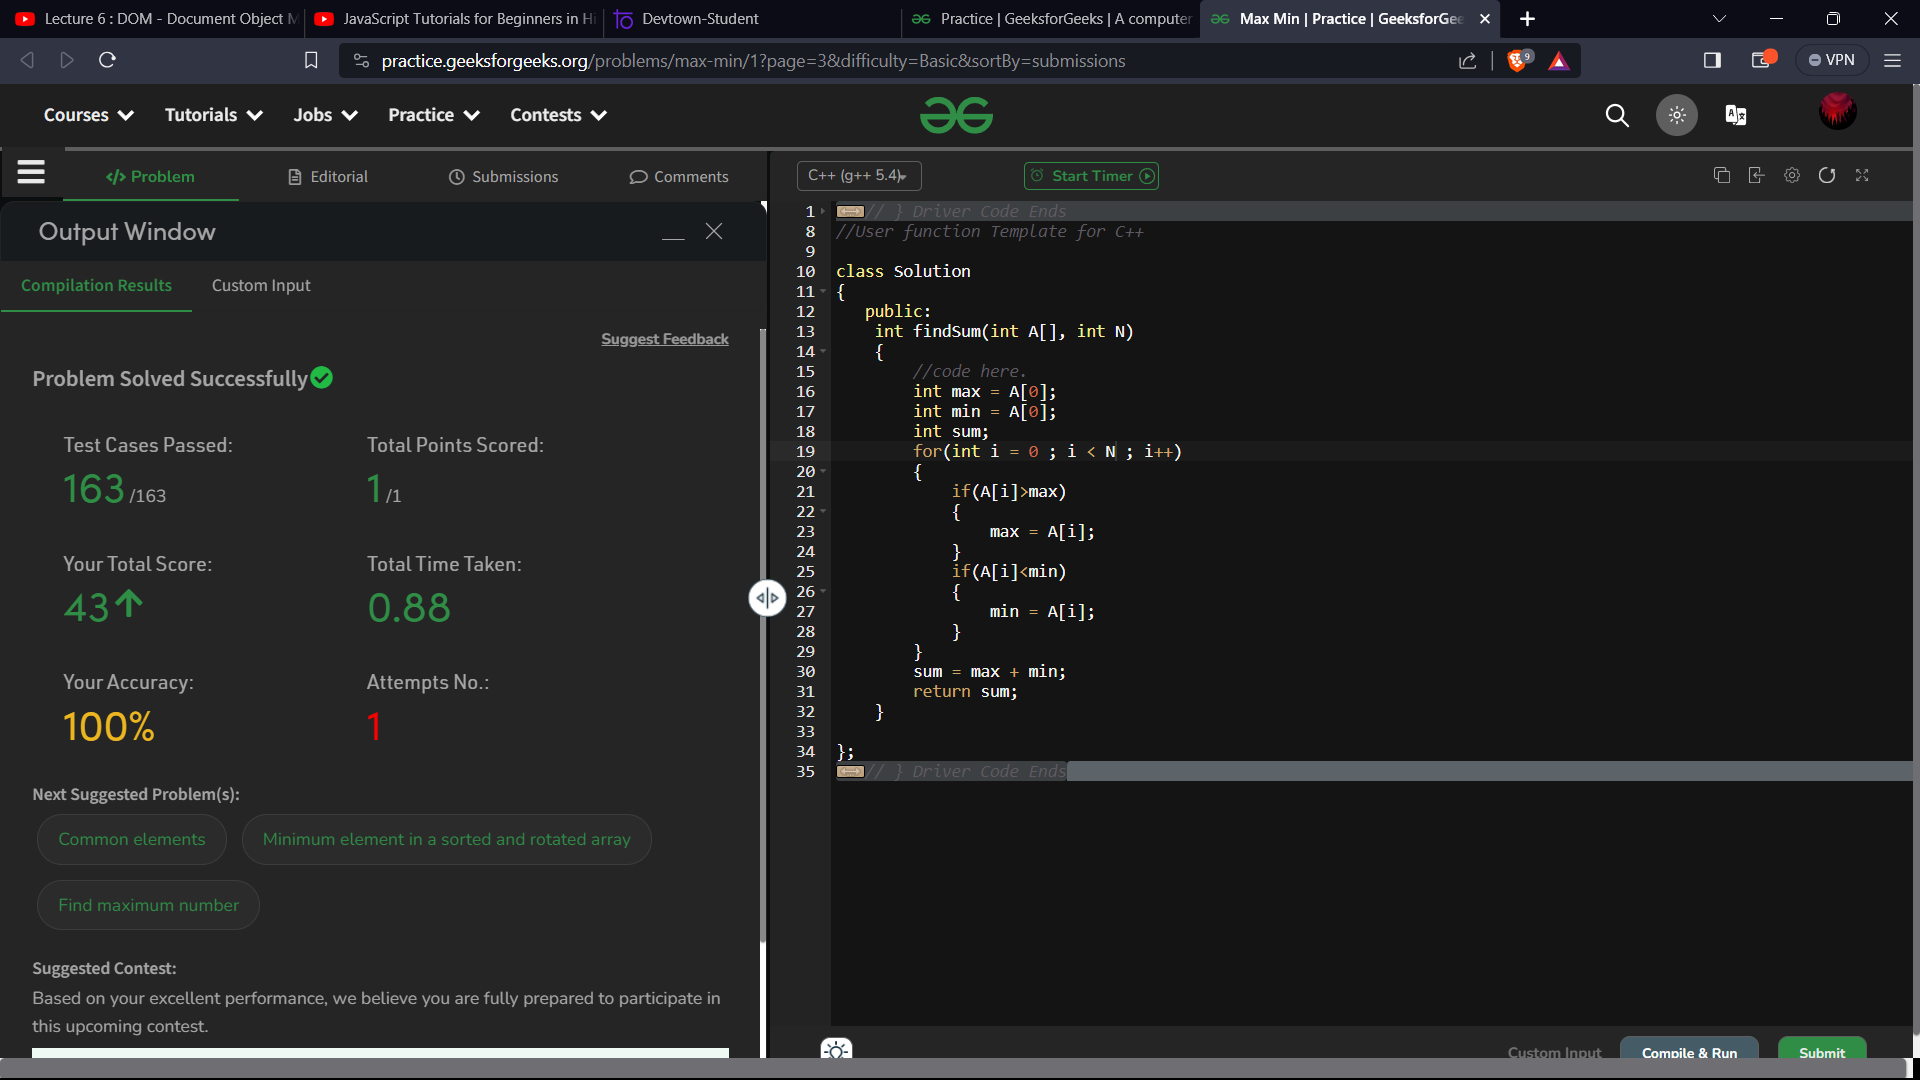 Lecture 6 : DOM - Document Object M
JavaScript Tutorials for Beginners in Hi
Devtown-Student
Practice | GeeksforGeeks | A computer
Max Min | Practice | GeeksforGee
practice.geeksforgeeks.org/problems/max-min/1?page=3&difficulty=Basic&sortBy=submissions
9
VPN
Courses
Tutorials
Jobs
Practice
Contests
</> Problem
Editorial
Submissions
Comments
C++ (g++ 5.4)
Start Timer
Output Window
Compilation Results
Custom Input
Suggest Feedback
Problem Solved Successfully
Test Cases Passed:
163 /163
Total Points Scored:
1 /1
Your Total Score:
43
Total Time Taken:
0.88
Your Accuracy:
100%
Attempts No.:
1
Next Suggested Problem(s):
Common elements
Minimum element in a sorted and rotated array
Find maximum number
Suggested Contest:
Based on your excellent performance, we believe you are fully prepared to participate in
this upcoming contest.
1 // } Driver Code Ends
8 //User function Template for C++
9
10 class Solution
11 {
12 public:
13 int findSum(int A[], int N)
14 {
15 //code here.
16 int max = A[0];
17 int min = A[0];
18 int sum;
19 for(int i = 0 ; i < N ; i++)
20 {
21 if(A[i]>max)
22 {
23 max = A[i];
24 }
25 if(A[i]<min)
26 {
27 min = A[i];
28 }
29 }
30 sum = max + min;
31 return sum;
32 }
33
34 };
35 // } Driver Code Ends
Custom Input
Compile & Run
Submit